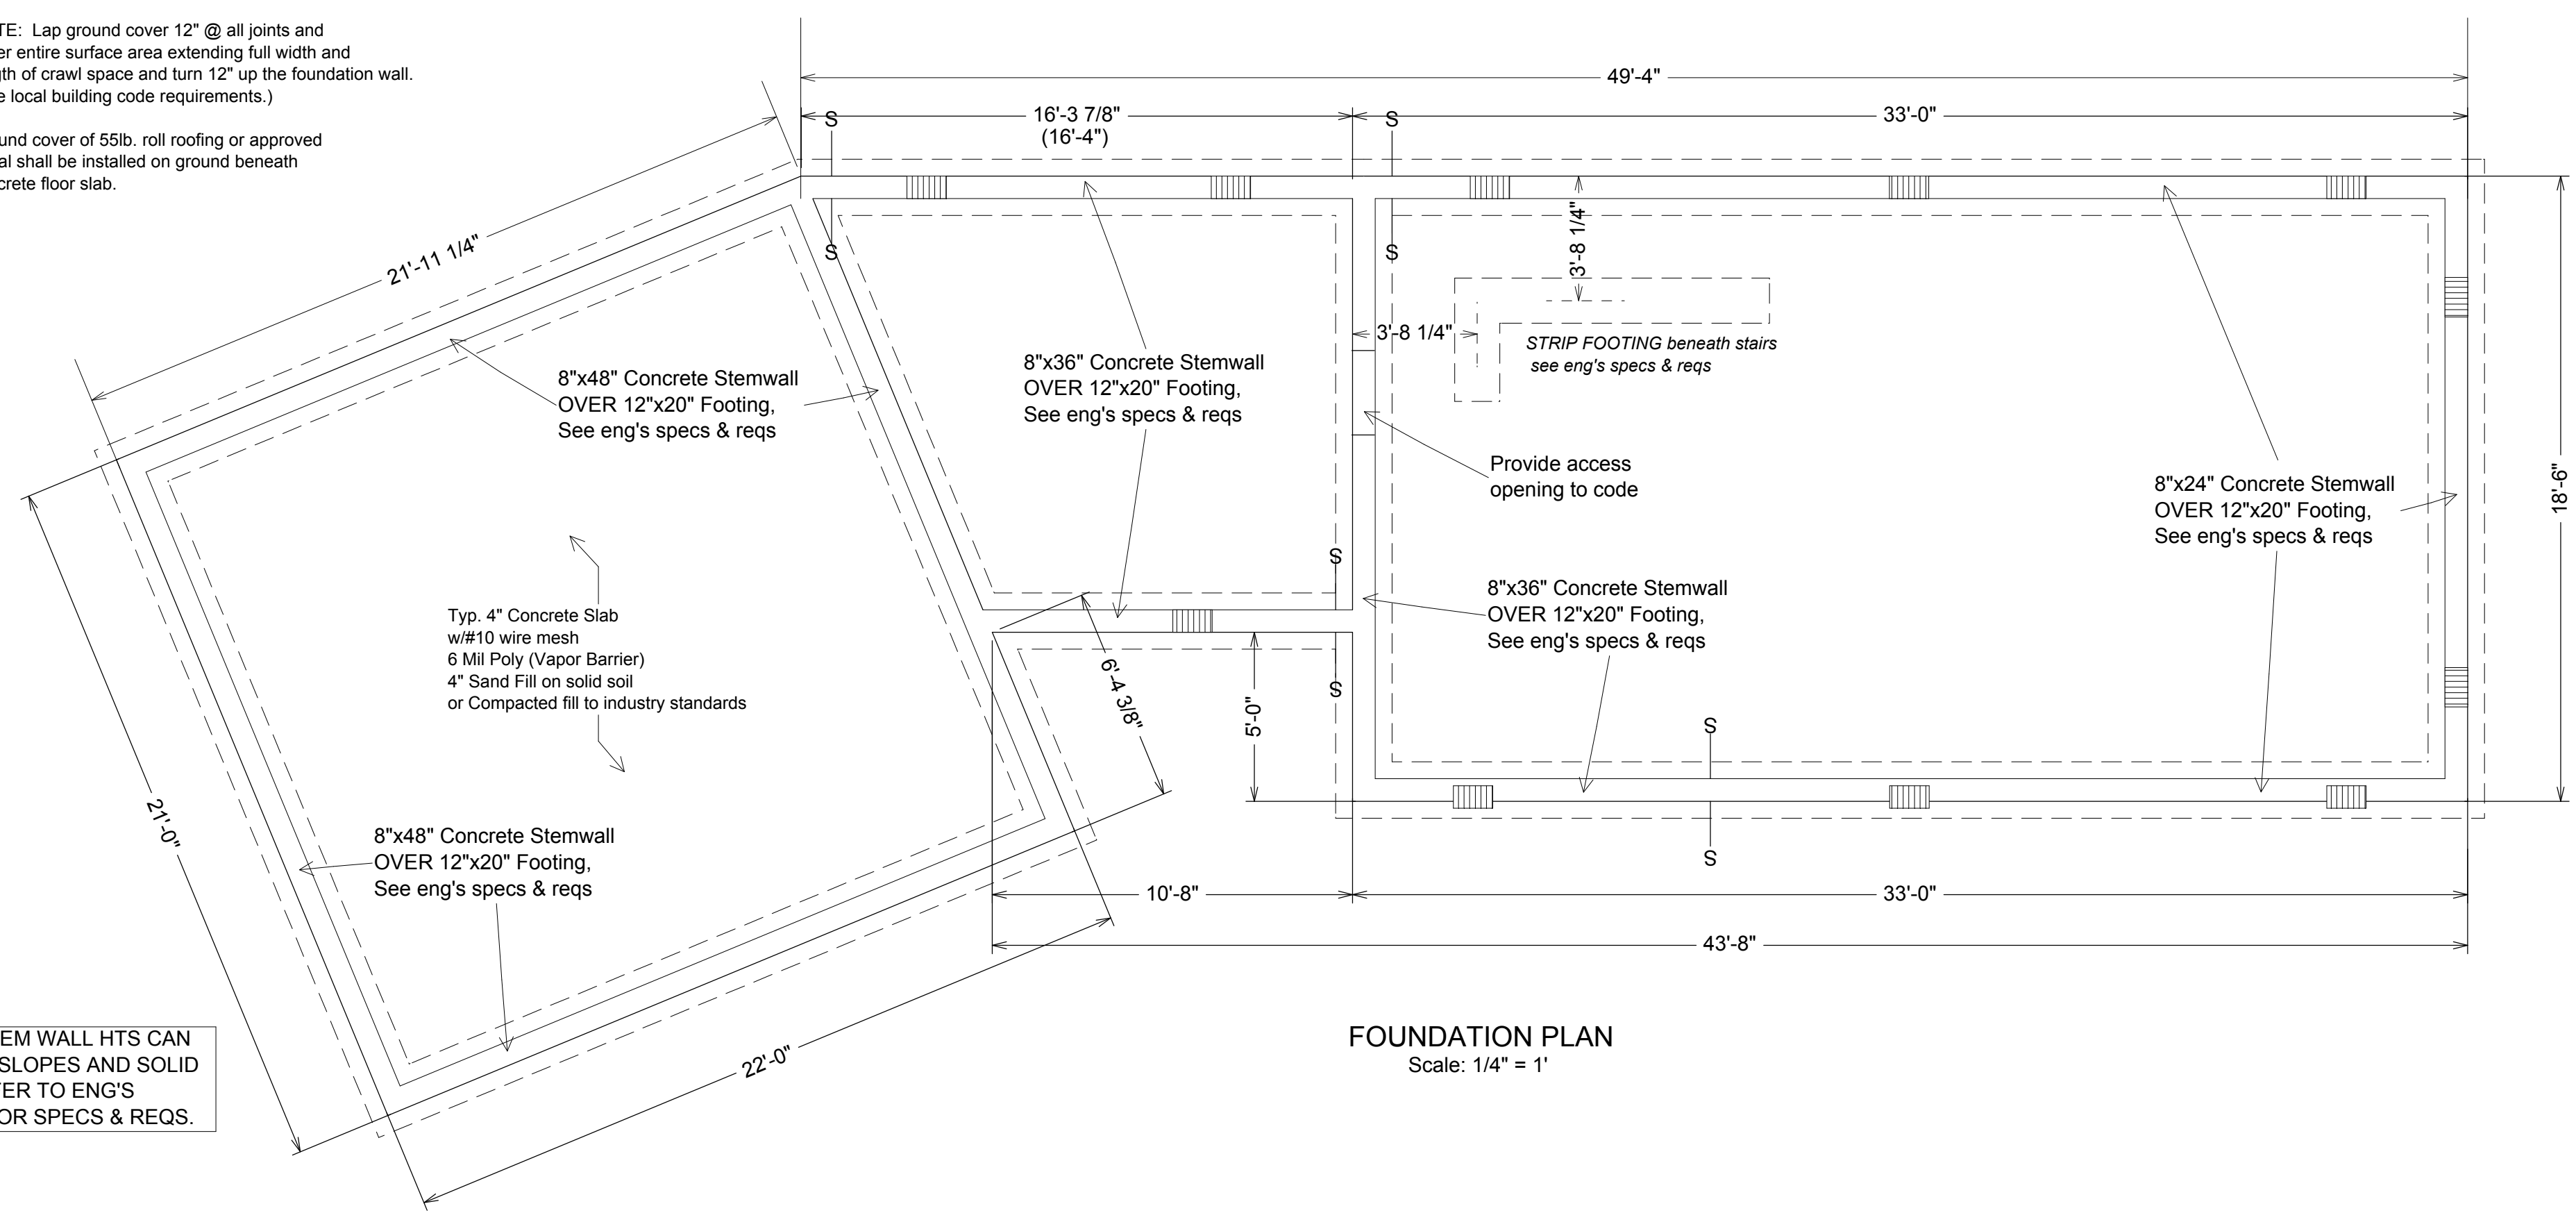 TE: Lap ground cover 12" @ all joints and
er entire surface area extending full width and
gth of crawl space and turn 12" up the foundation wall.
e local building code requirements.)
und cover of 55lb. roll roofing or approved
al shall be installed on ground beneath
crete floor slab.
49'-4"
16'-3 7/8"
(16'-4")
33'-0"
S
S
S
S
21'-11 1/4"
3'-8 1/4"
3'-8 1/4"
STRIP FOOTING beneath stairs
see eng's specs & reqs
8"x48" Concrete Stemwall
OVER 12"x20" Footing,
See eng's specs & reqs
8"x36" Concrete Stemwall
OVER 12"x20" Footing,
See eng's specs & reqs
Provide access
opening to code
8"x24" Concrete Stemwall
OVER 12"x20" Footing,
See eng's specs & reqs
18'-6"
S
S
8"x36" Concrete Stemwall
OVER 12"x20" Footing,
See eng's specs & reqs
Typ. 4" Concrete Slab
w/#10 wire mesh
6 Mil Poly (Vapor Barrier)
4" Sand Fill on solid soil
or Compacted fill to industry standards
6'-4 3/8"
5'-0"
S
S
21'-0"
8"x48" Concrete Stemwall
OVER 12"x20" Footing,
See eng's specs & reqs
10'-8"
33'-0"
43'-8"
22'-0"
EM WALL HTS CAN
SLOPES AND SOLID
ER TO ENG'S
OR SPECS & REQS.
FOUNDATION PLAN
Scale: 1/4" = 1'